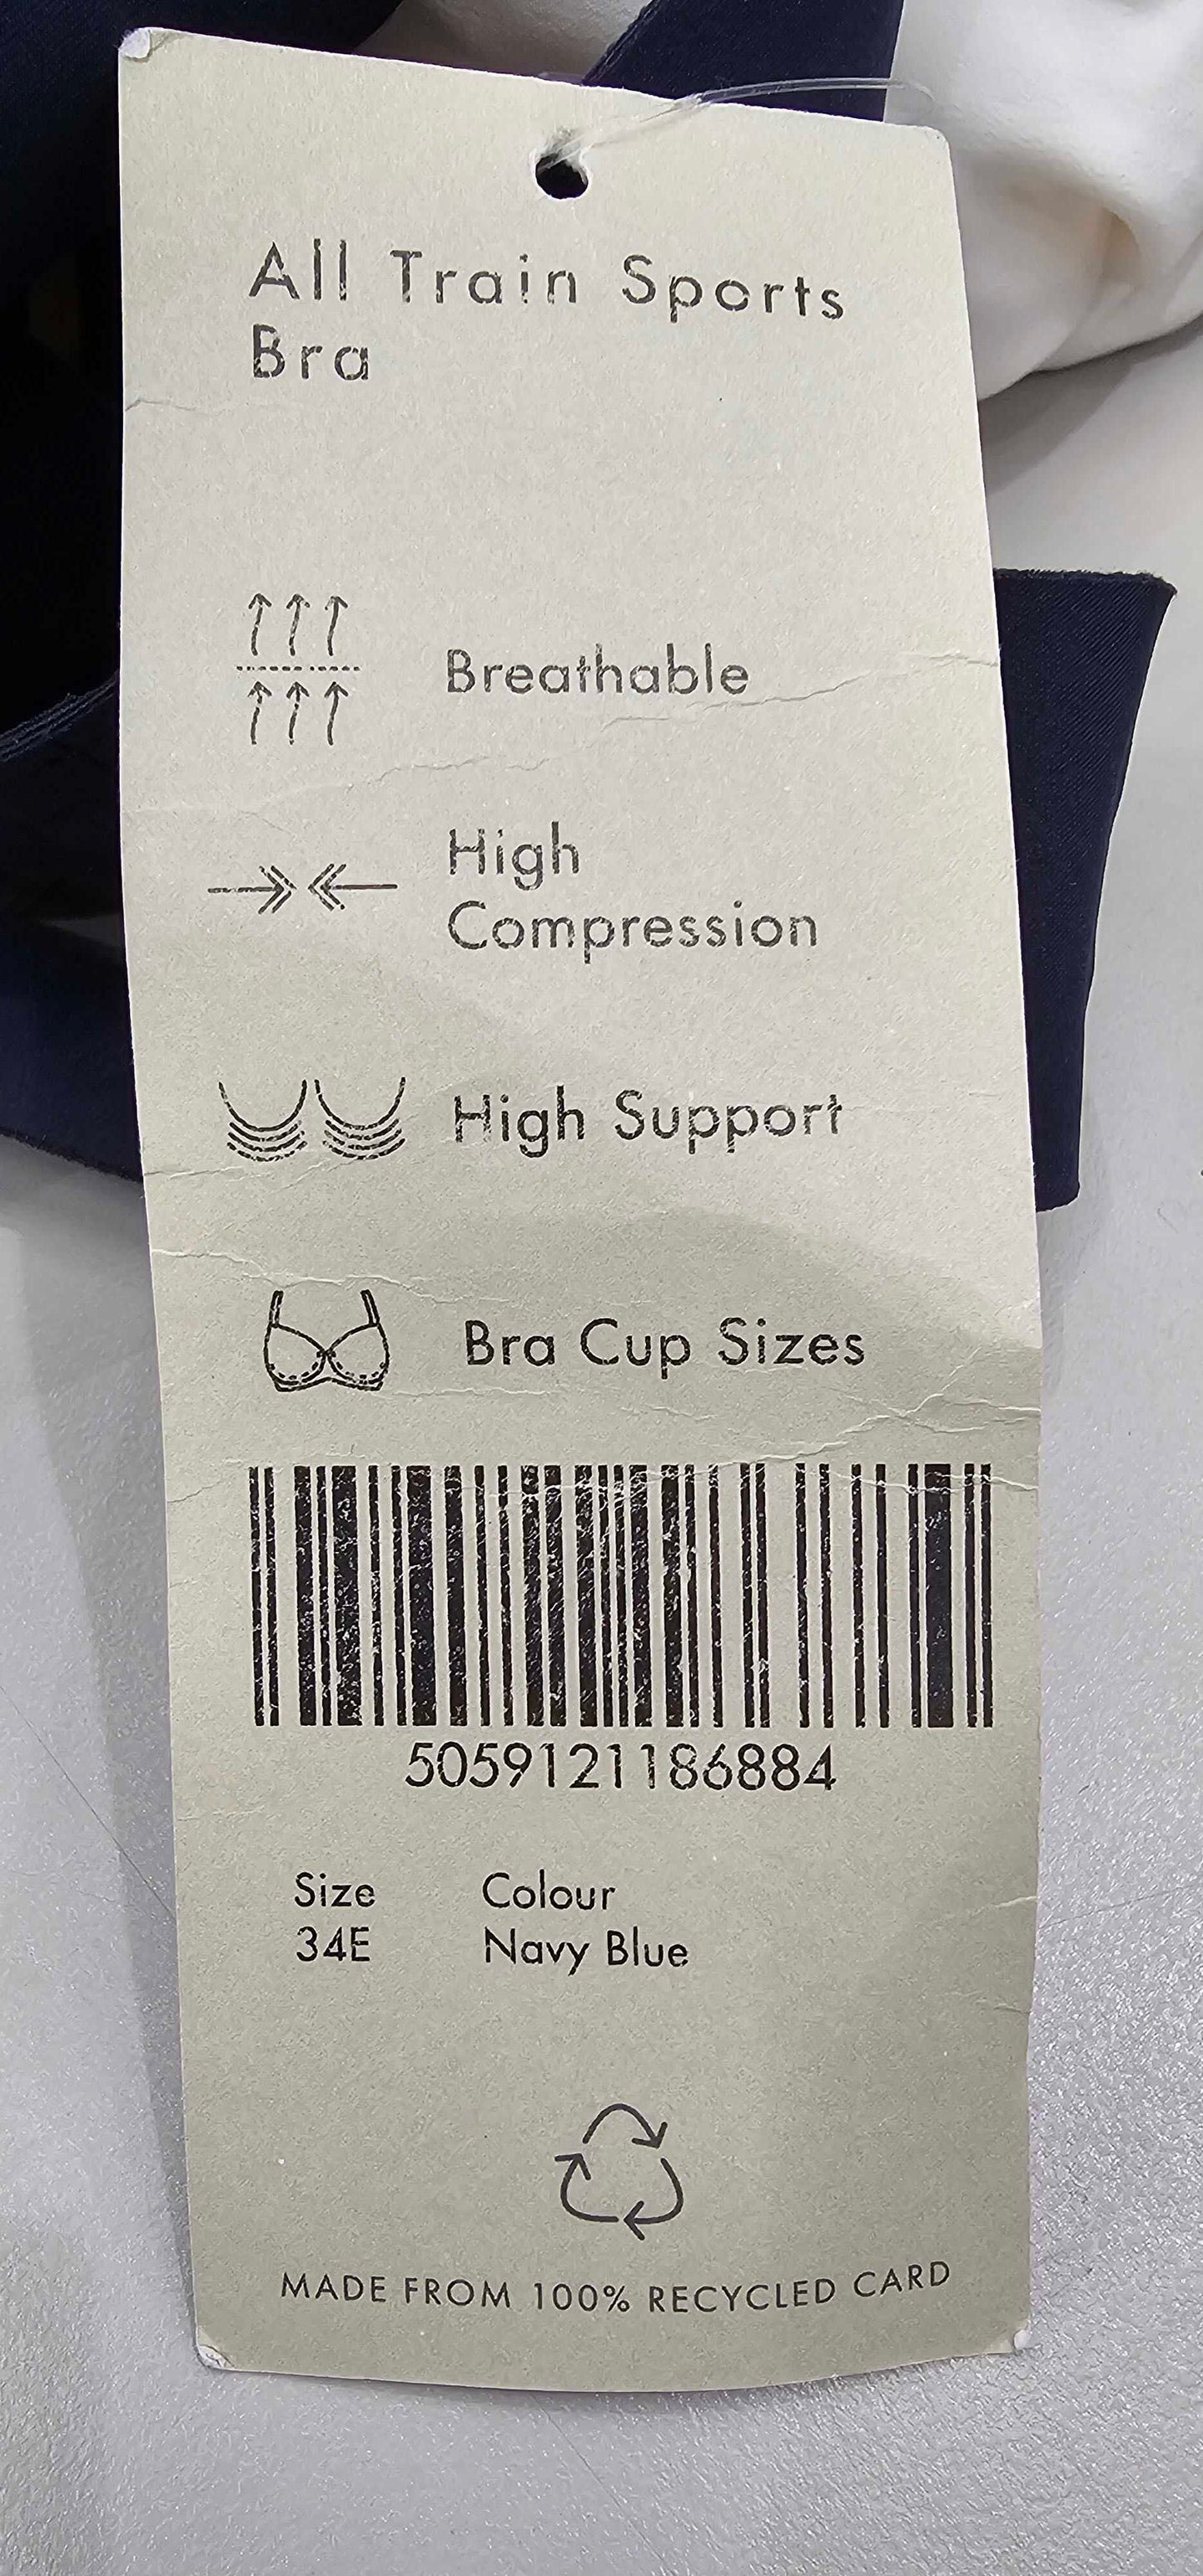 All Train Sports
Bra
Breathable
High
Compression
High Support
Bra Cup Sizes
5059121186884
Size Colour
34E Navy Blue
MADE FROM 100% RECYCLED CARD